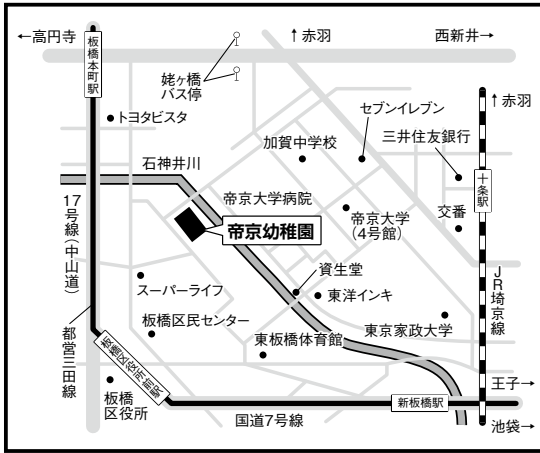 ←高円寺
↑赤羽
西新井→
板橋本町駅
姥ヶ橋
バス停
↑赤羽
トヨタビスタ
セブンイレブン
加賀中学校
三井住友銀行
石神井川
十条駅
帝京大学病院
帝京大学
(4号館)
交番
17号線(中山道)
帝京幼稚園
資生堂
スーパーライフ
東洋インキ
JR埼京線
板橋区民センター
東京家政大学
東板橋体育館
都営三田線
板橋区役所前駅
板橋
区役所
王子→
新板橋駅
国道7号線
池袋→